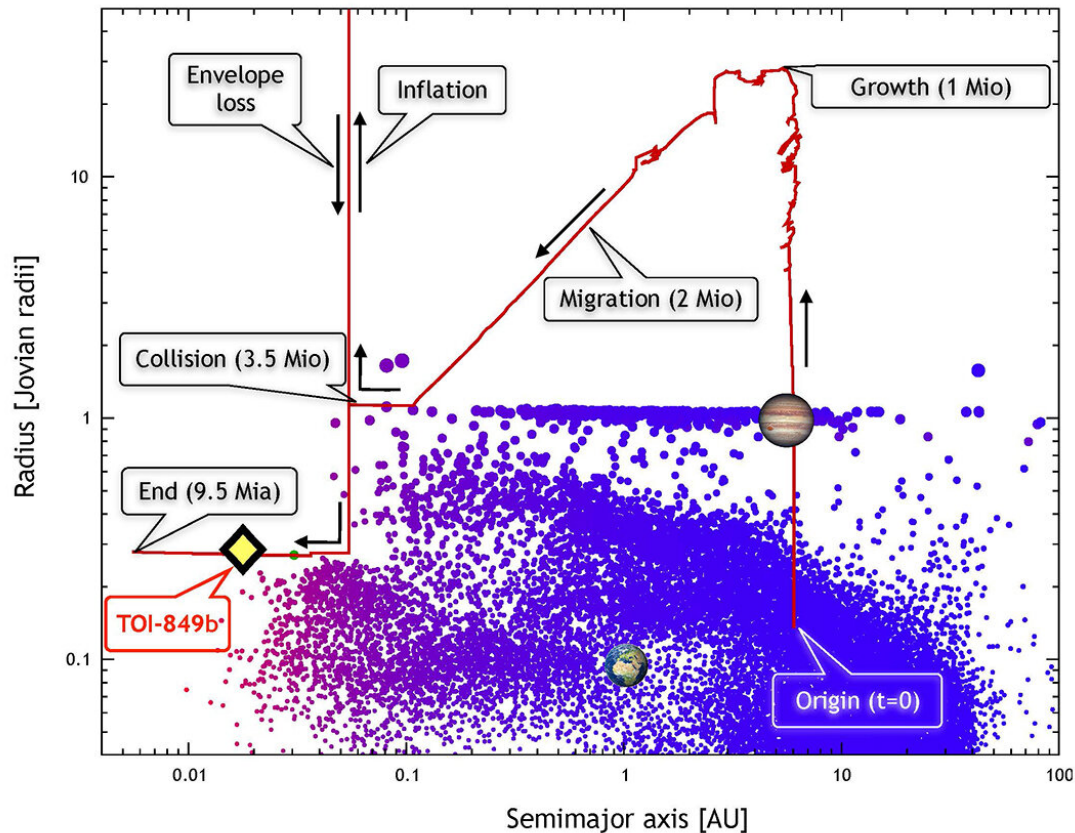 Envelope
loss
Inflation
Growth (1 Mio)
10
Migration (2 Mio)
Collision (3.5 Mio)
1
End (9.5 Mia)
TOI-849b
0.1
Origin (t=0)
Radius [Jovian radii]
0.01
0.1
1
10
100
Semimajor axis [AU]